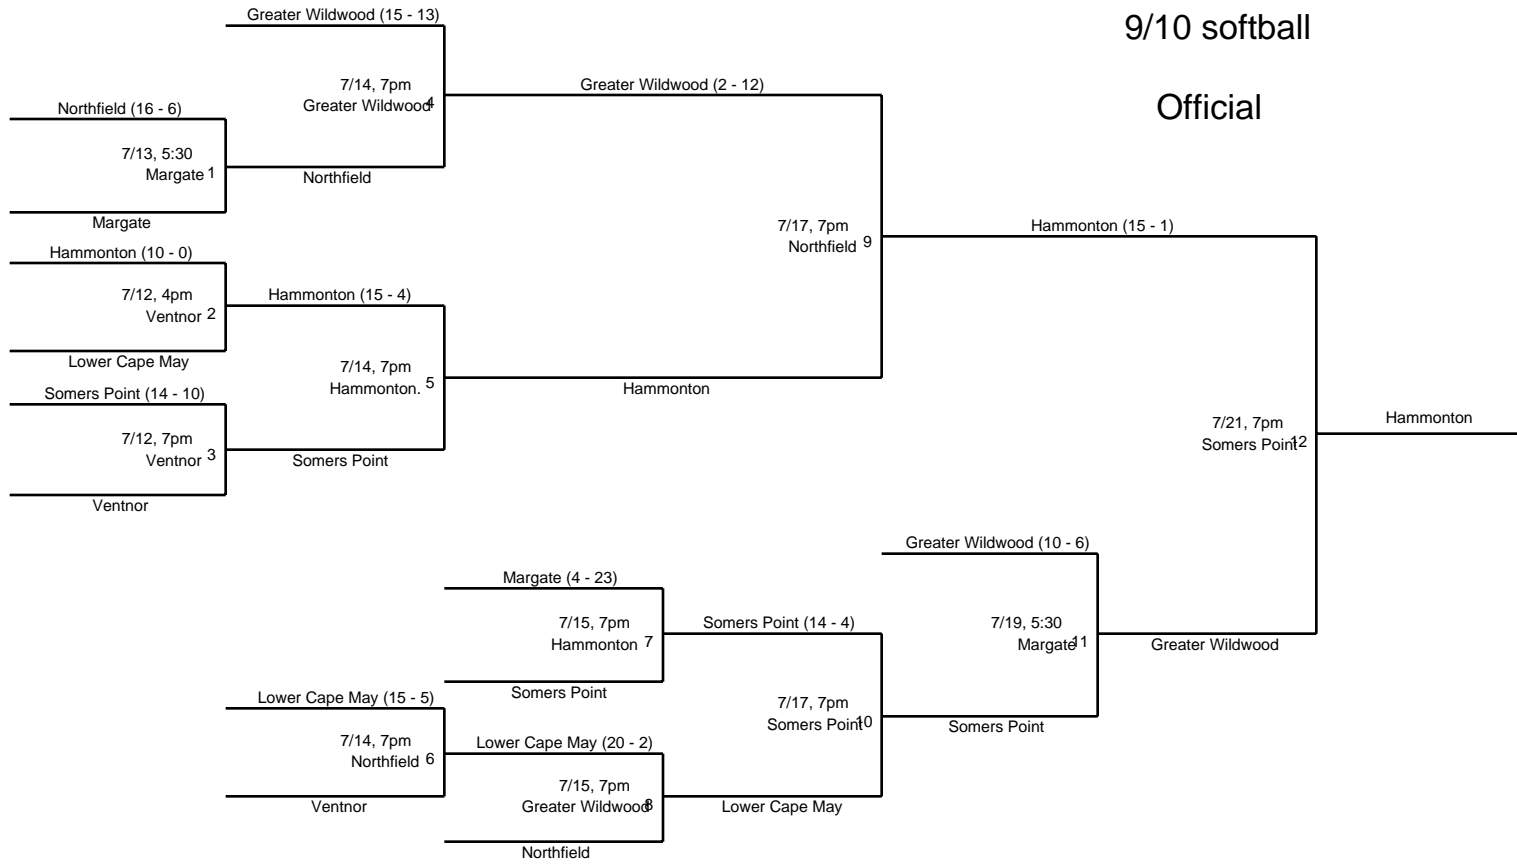 Greater Wildwood (15 - 13)
9/10 softball
7/14, 7pm
Greater Wildwood 4
Greater Wildwood (2 - 12)
Official
Northfield (16 - 6)
7/13, 5:30
Margate 1
Northfield
Margate
Hammonton (10 - 0)
7/12, 4pm
Ventnor 2
Lower Cape May
Hammonton (15 - 4)
7/14, 7pm
Hammonton. 5
Hammonton
7/17, 7pm
Northfield 9
Hammonton (15 - 1)
Somers Point (14 - 10)
7/12, 7pm
Ventnor 3
Somers Point
Ventnor
7/21, 7pm
Somers Point 12
Hammonton
Greater Wildwood (10 - 6)
Margate (4 - 23)
7/15, 7pm
Hammonton 7
Somers Point (14 - 4)
7/19, 5:30
Margate 11
Greater Wildwood
Somers Point
Lower Cape May (15 - 5)
7/14, 7pm
Northfield 6
Ventnor
Lower Cape May (20 - 2)
7/15, 7pm
Greater Wildwood 8
Northfield
7/17, 7pm
Somers Point 10
Somers Point
Lower Cape May